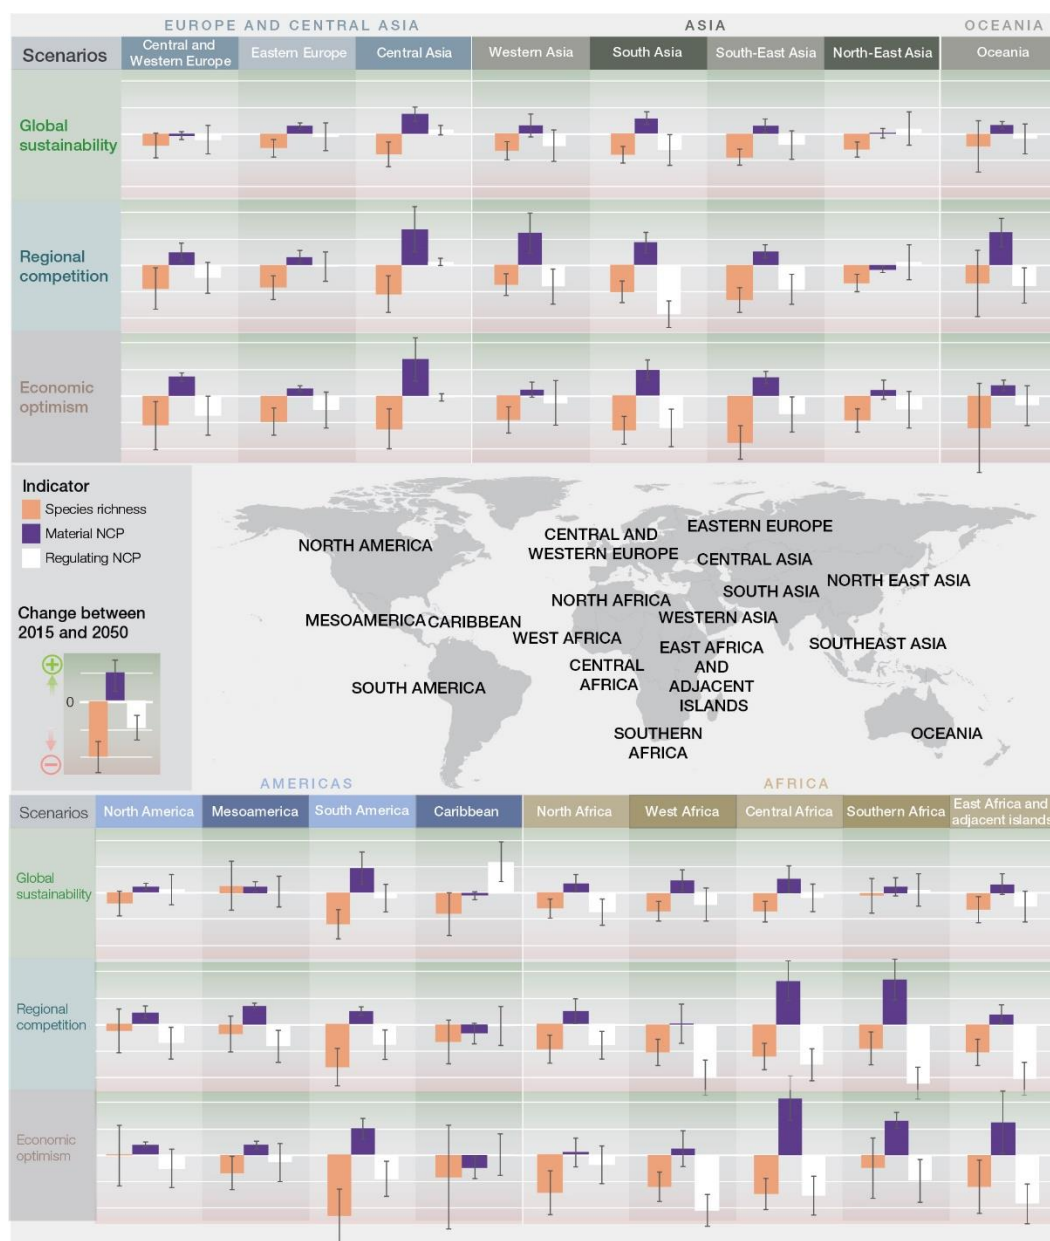 EUROPE AND CENTRAL ASIA
ASIA
OCEANIA
Scenarios
Central and
Western Europe
Eastern Europe
Central Asia
Western Asia
South Asia
South-East Asia
North-East Asia
Oceania
Global
sustainability
Regional
competition
Economic
optimism
Indicator
Species richness
Material NCP
Regulating NCP
Change between
2015 and 2050
0
NORTH AMERICA
CENTRAL AND
WESTERN EUROPE
EASTERN EUROPE
CENTRAL ASIA
NORTH EAST ASIA
SOUTH ASIA
NORTH AFRICA
MESOAMERICA
CARIBBEAN
WESTERN ASIA
WEST AFRICA
SOUTHEAST ASIA
EAST AFRICA
AND
ADJACENT
ISLANDS
CENTRAL
AFRICA
SOUTH AMERICA
SOUTHERN
AFRICA
OCEANIA
AMERICAS
AFRICA
Scenarios
North America
Mesoamerica
South America
Caribbean
North Africa
West Africa
Central Africa
Southern Africa
East Africa and
adjacent islands
Global
sustainability
Regional
competition
Economic
optimism